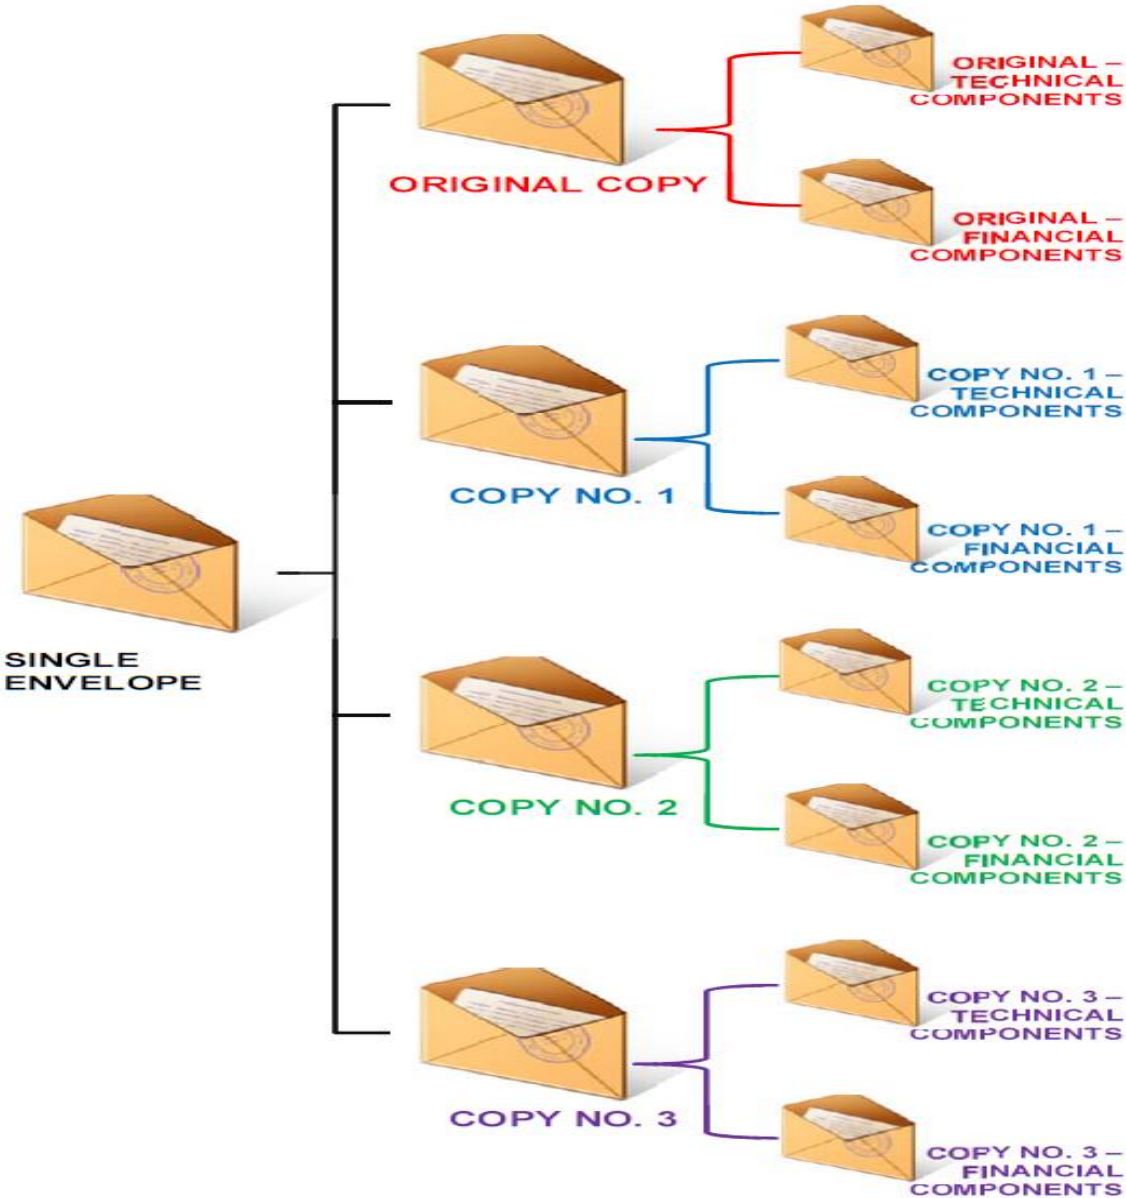 ORIGINAL –
TECHNICAL
COMPONENTS
ORIGINAL COPY
ORIGINAL –
FINANCIAL
COMPONENTS
COPY NO. 1 –
TECHNICAL
COMPONENTS
COPY NO. 1
COPY NO. 1 –
FINANCIAL
COMPONENTS
SINGLE
ENVELOPE
COPY NO. 2 –
TECHNICAL
COMPONENTS
COPY NO. 2
COPY NO. 2 –
FINANCIAL
COMPONENTS
COPY NO. 3 –
TECHNICAL
COMPONENTS
COPY NO. 3
COPY NO. 3 –
FINANCIAL
COMPONENTS